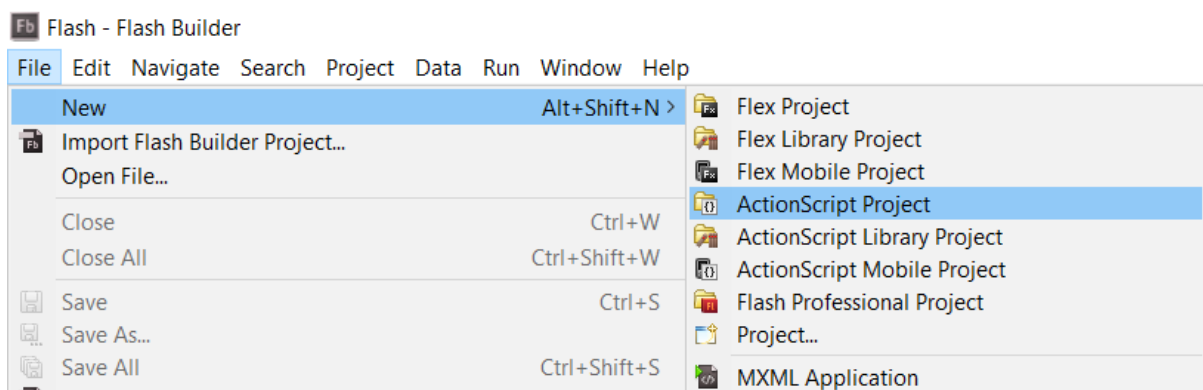 Fb Flash - Flash Builder
File Edit Navigate Search Project Data Run Window Help
New Alt+Shift+N >
Import Flash Builder Project...
Open File...
Close Ctrl+W
Close All Ctrl+Shift+W
Save Ctrl+S
Save As...
Save All Ctrl+Shift+S
Flex Project
Flex Library Project
Flex Mobile Project
ActionScript Project
ActionScript Library Project
ActionScript Mobile Project
Flash Professional Project
Project...
MXML Application